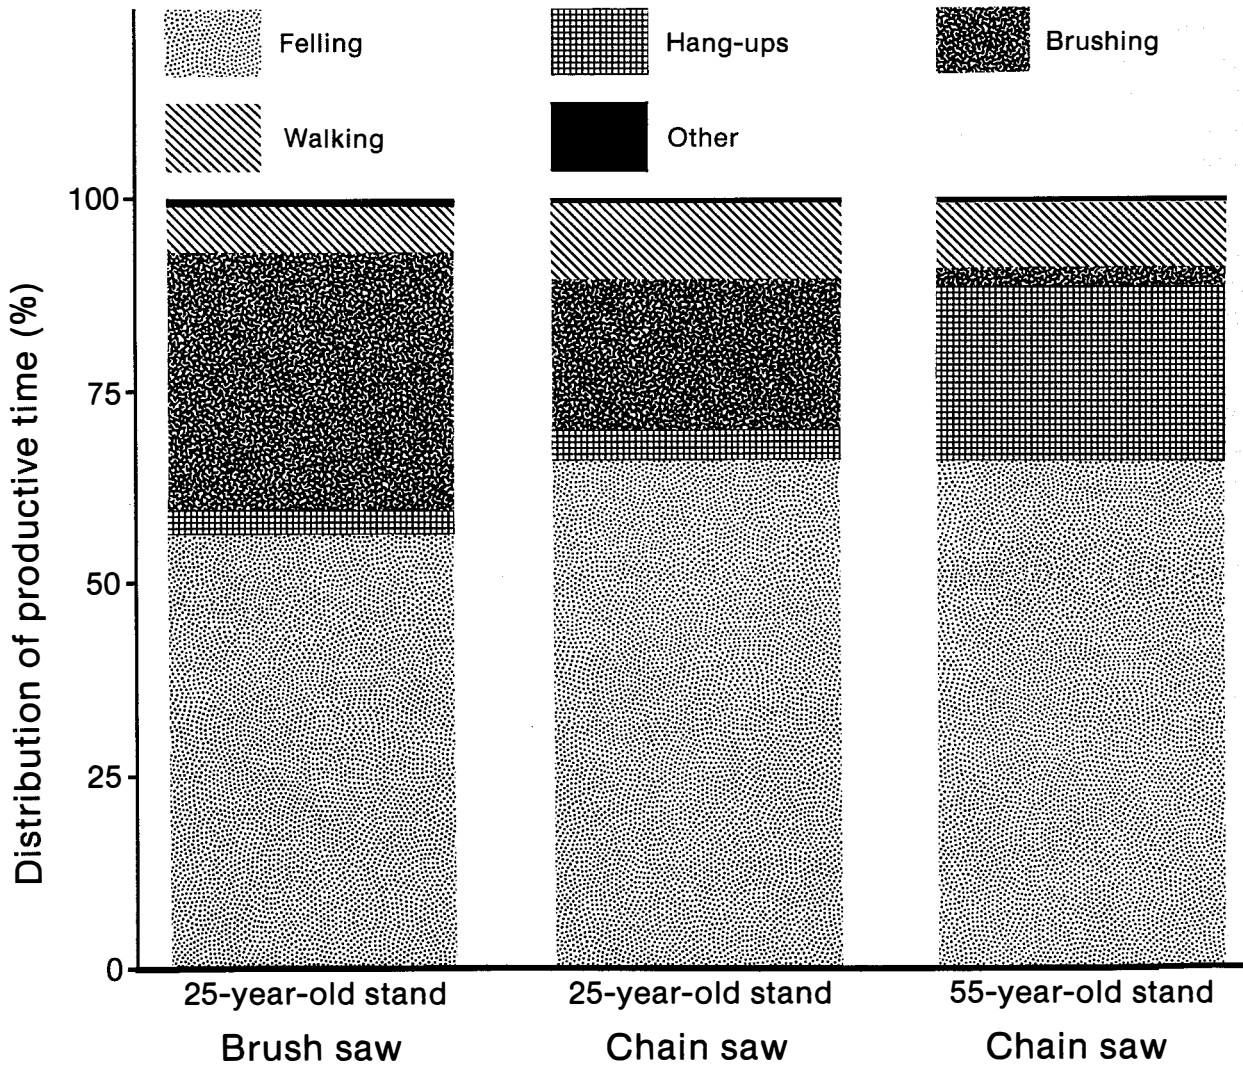 Felling
Hang-ups
Brushing
Walking
Other
100
75
50
25
0
Distribution of productive time (%)
25-year-old stand
25-year-old stand
55-year-old stand
Brush saw
Chain saw
Chain saw